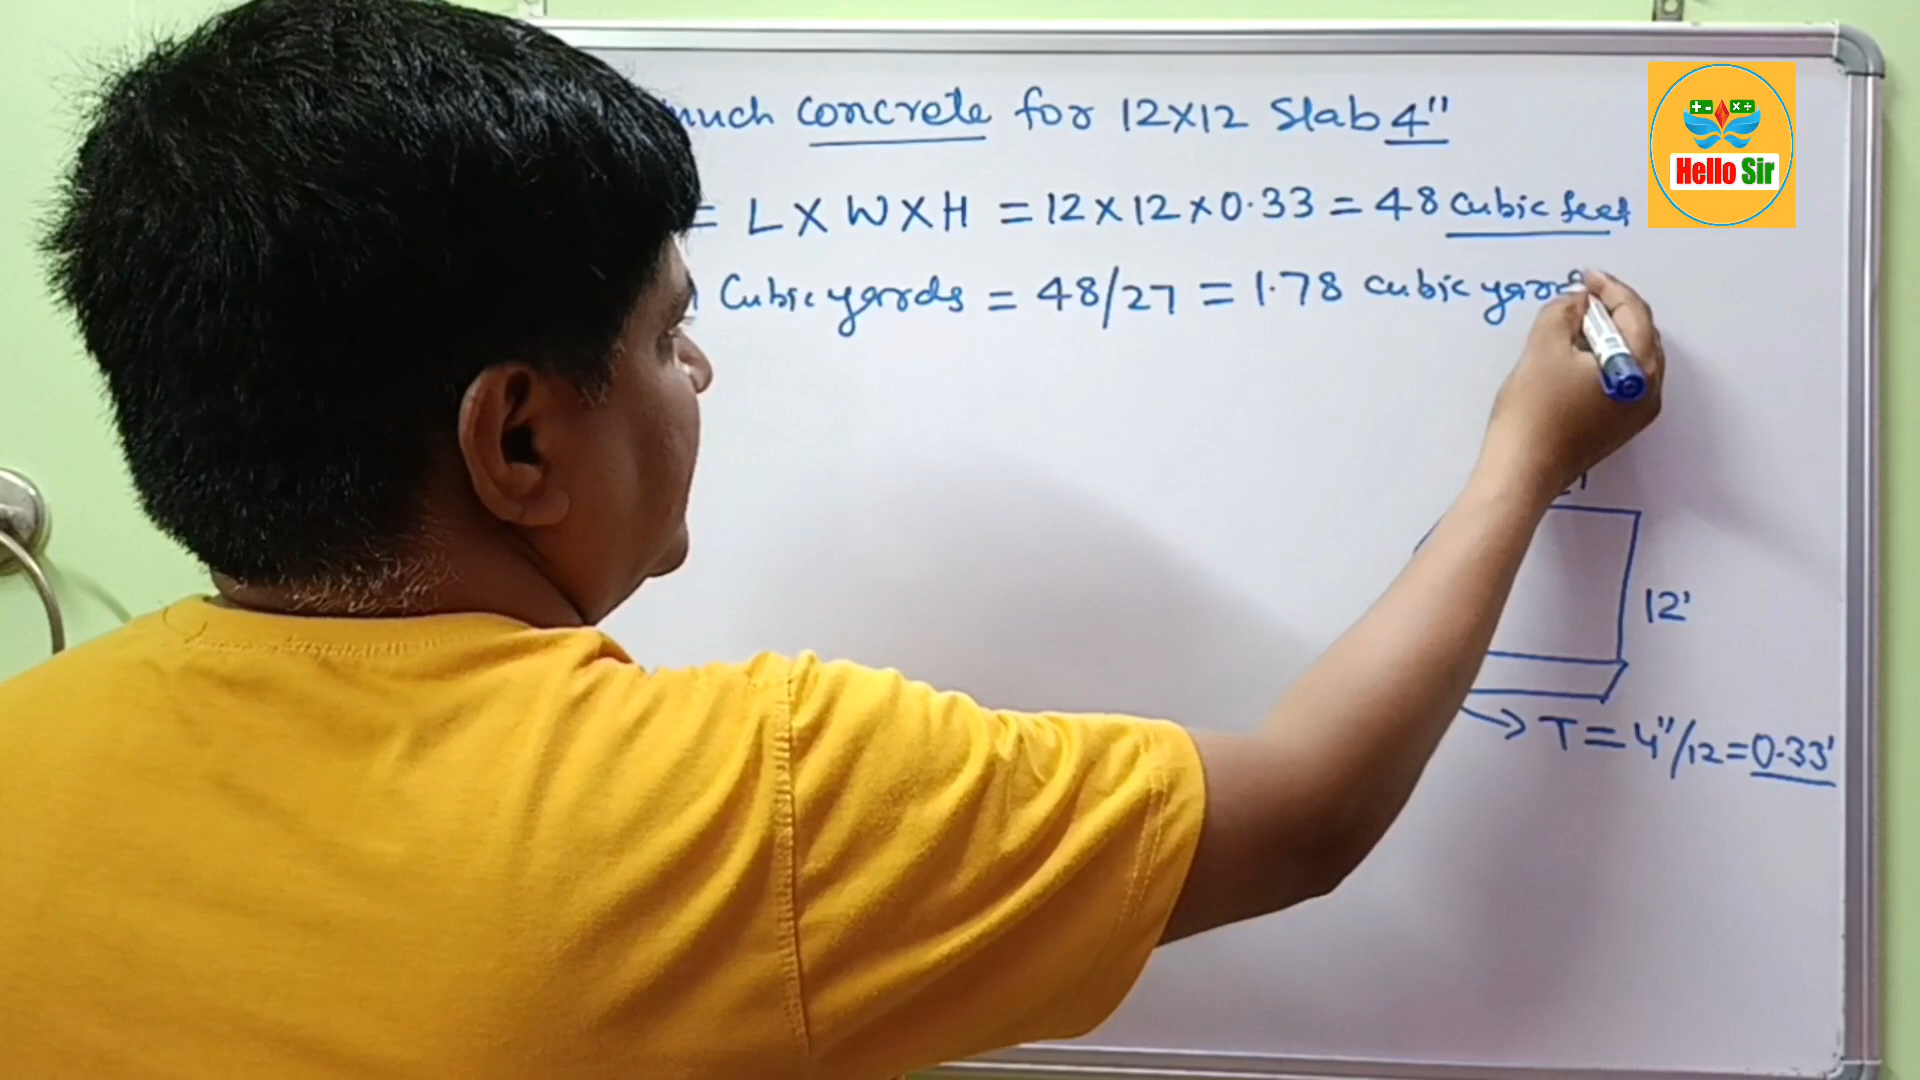 much concrete for 12x12 Slab 4"
= L X W X H = 12 X 12 X 0.33 = 48 Cubic feet
Cubic yards = 48/27 = 1.78 cubic yard
12'
T = 4"/12 = 0.33'
+ - × ÷
Hello Sir